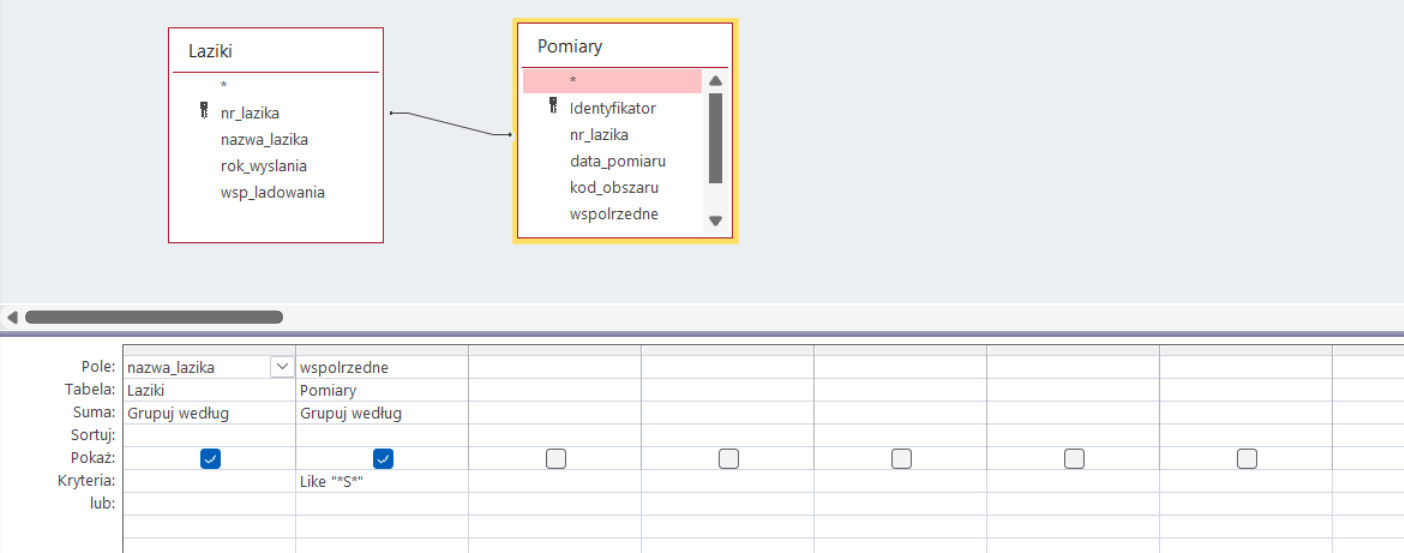 Laziki
*
nr_lazika
nazwa_lazika
rok_wyslania
wsp_ladowania
Pomiary
*
Identyfikator
nr_lazika
data_pomiaru
kod_obszaru
wspolrzedne
Pole: nazwa_lazika wspolrzedne
Tabela: Laziki Pomiary
Suma: Grupuj według Grupuj według
Sortuj:
Pokaż:
Kryteria: Like "*S*"
lub: